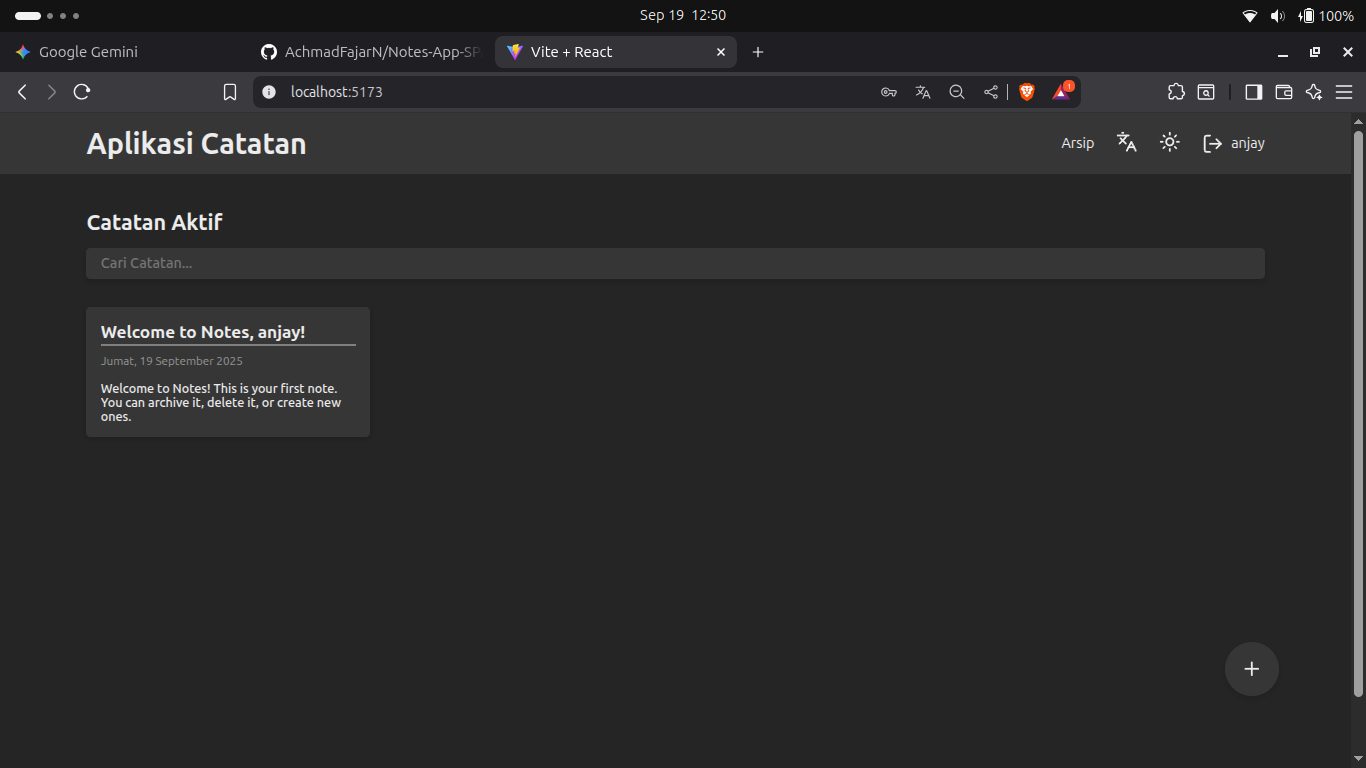 Sep 19 12:50
100%
Google Gemini
AchmadFajarN/Notes-App-SP
Vite + React
localhost:5173
1
Aplikasi Catatan
Arsip
anjay
Catatan Aktif
Cari Catatan...
Welcome to Notes, anjay!
Jumat, 19 September 2025
Welcome to Notes! This is your first note.
You can archive it, delete it, or create new
ones.